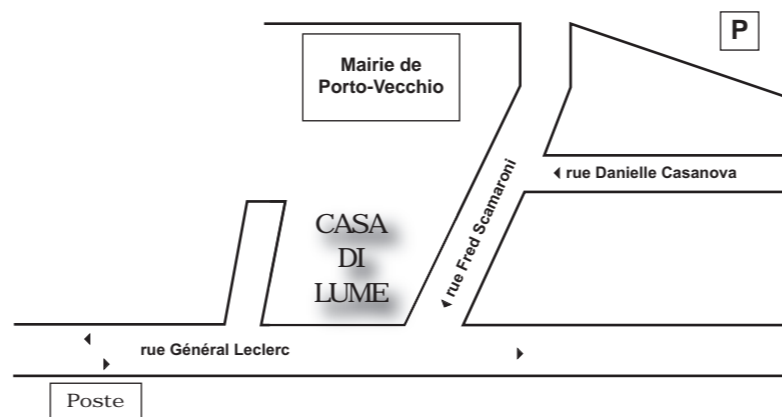 P
Mairie de
Porto-Vecchio
rue Danielle Casanova
rue Fred Scamaroni
CASA
DI
LUME
rue Général Leclerc
Poste